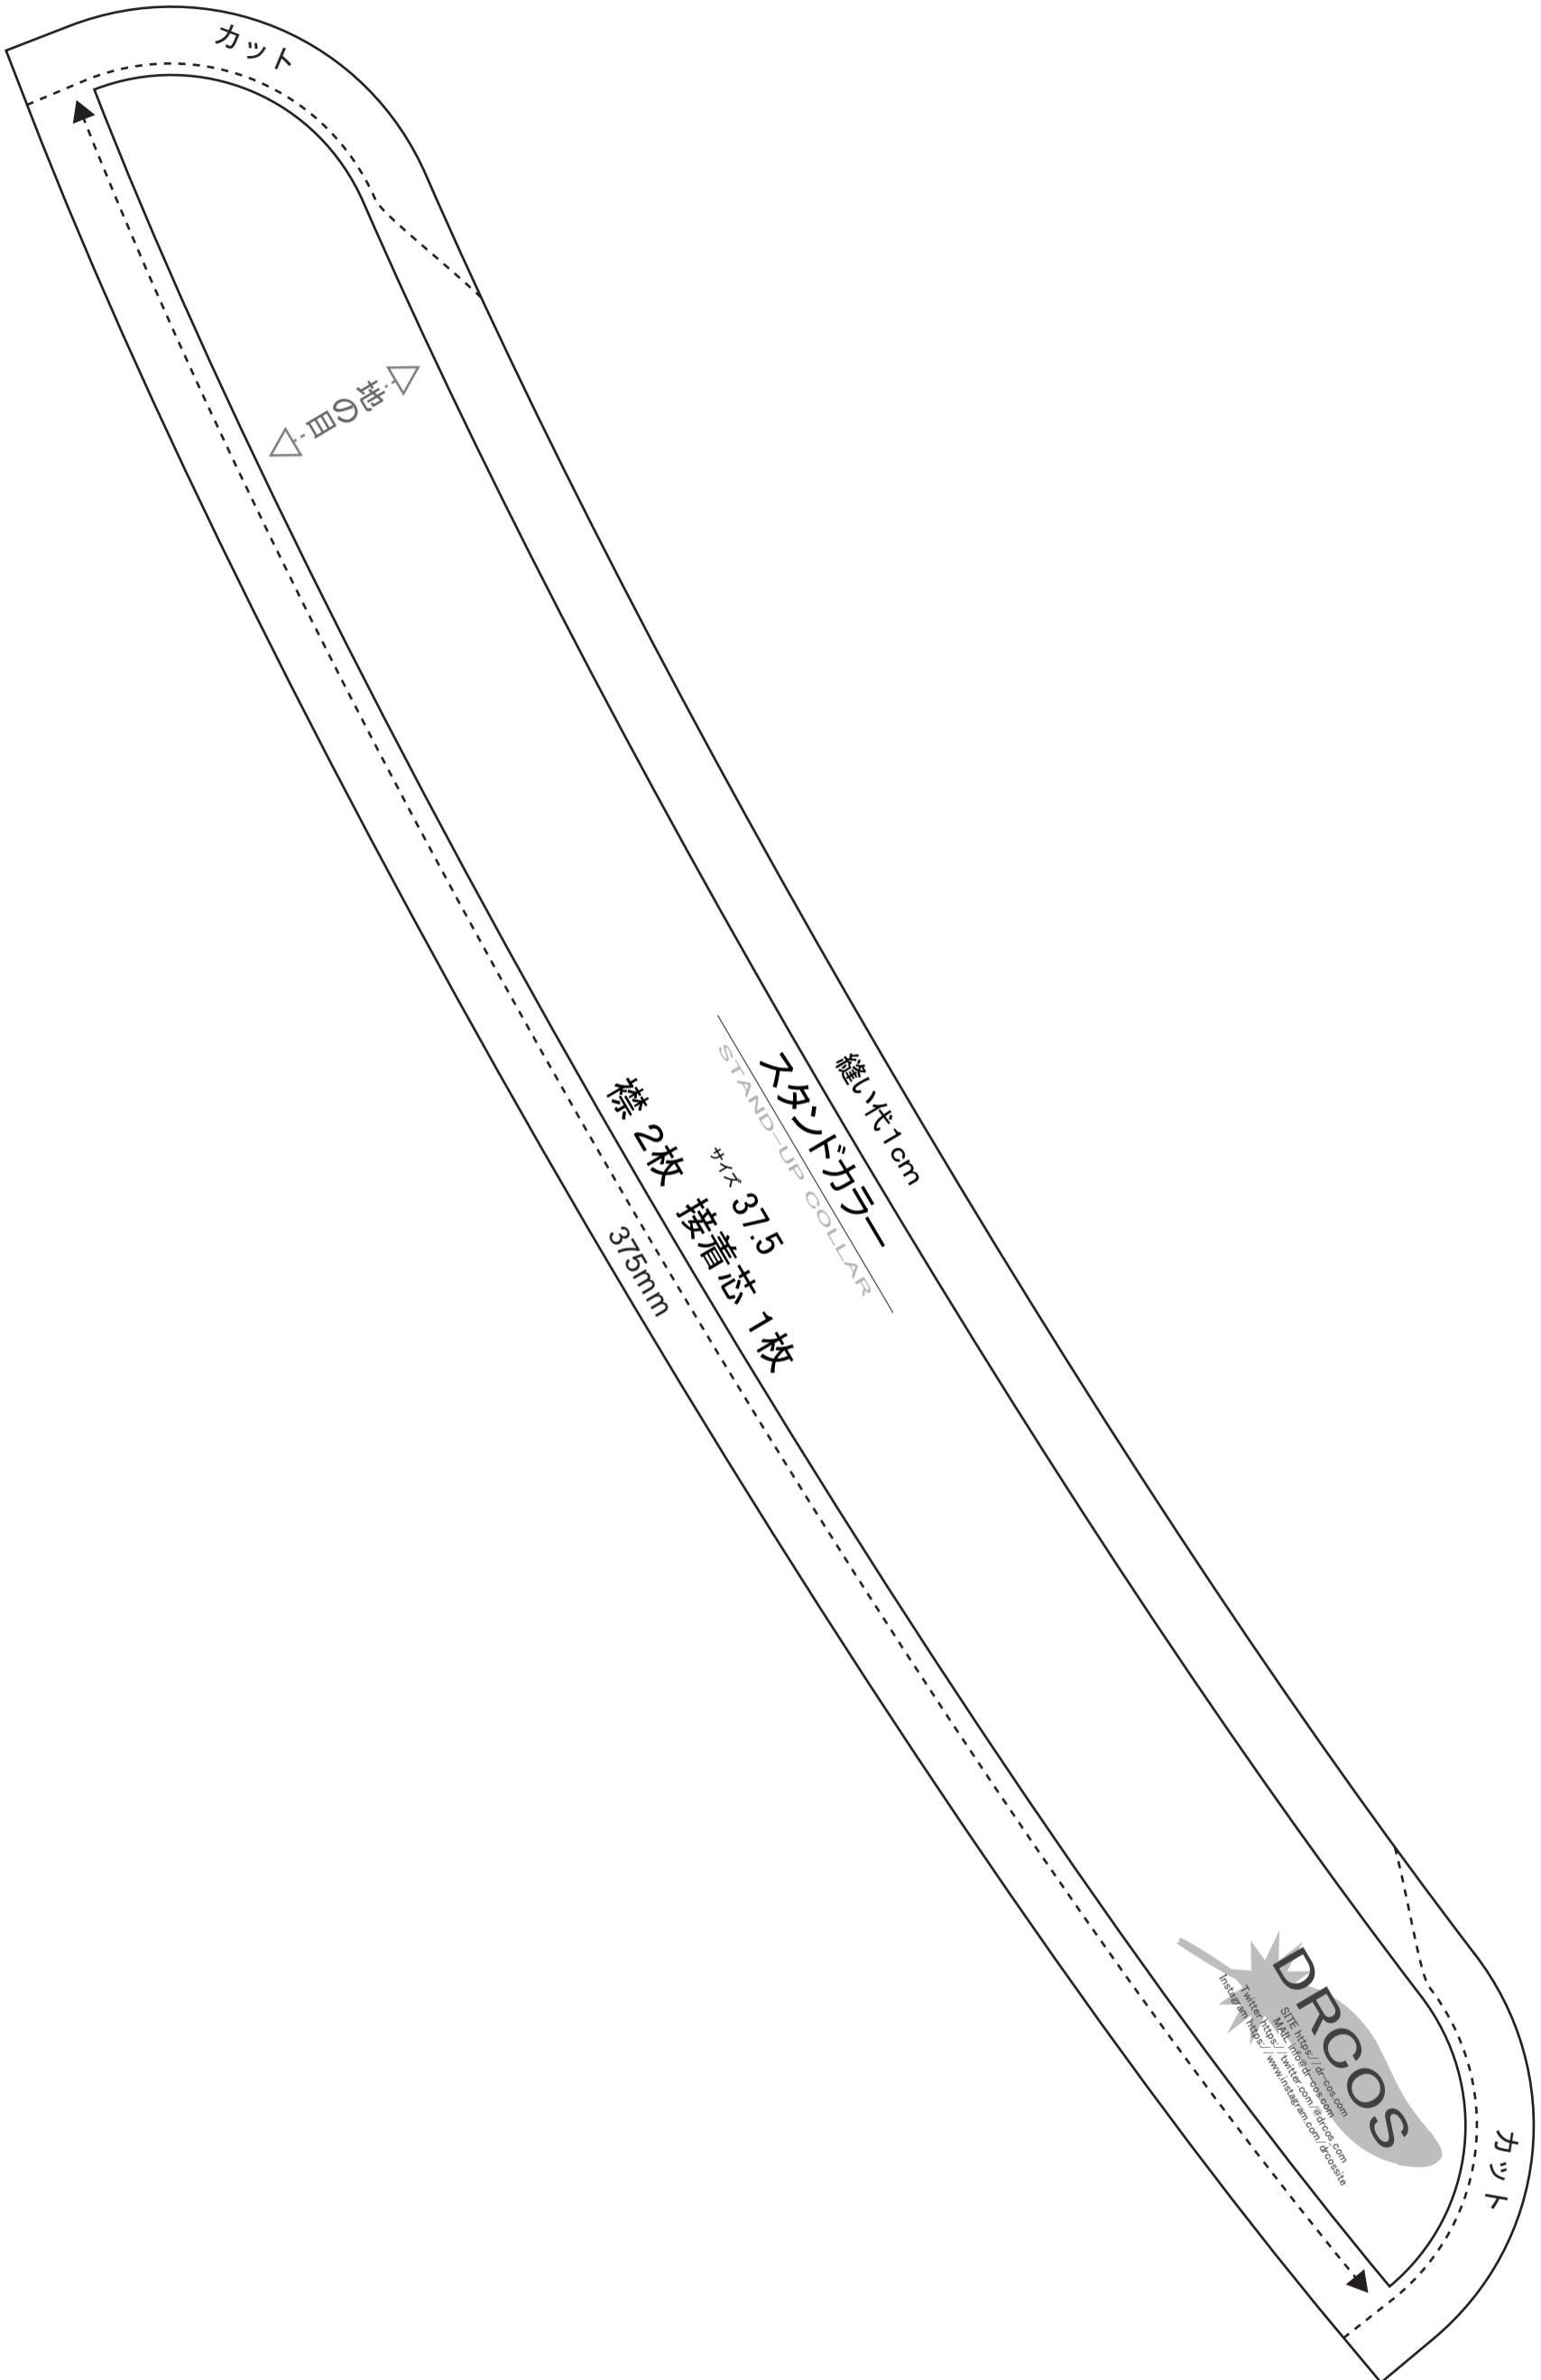 カット
地の目
縫い代1cm
スタンドカラー
STAND-UP COLLAR
サイズ 37.5
襟 2枚 接着芯 1枚
375mm
DRCOS
SITE https://dr-cos.com
MAIL info@dr-cos.com
Twitter https://twitter.com/@drcos_com
Instagram https://www.instagram.com/drcossite
カット